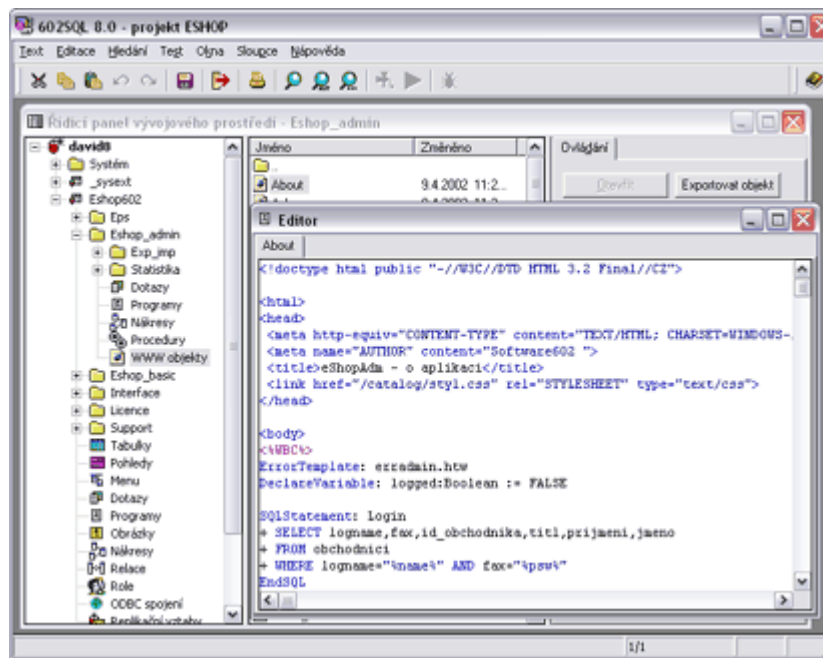 602SQL 8.0 - projekt ESHOP
Text Editace Hledání Test Okna Sloupce Nápověda
Řídicí panel vývojového prostředí - Eshop_admin
david8
Systém
_sysext
Eshop602
Eps
Eshop_admin
Exp_imp
Statistika
Dotazy
Programy
Nákresy
Procedury
WWW objekty
Eshop_basic
Interface
Licence
Support
Tabulky
Pohledy
Menu
Dotazy
Programy
Obrázky
Nákresy
Relace
Role
ODBC spojení
Replikační vztahy
Jméno Změněno
..
About 9.4.2002 11:2...
Ovládání
Otevřít Exportovat objekt
Editor
About
<!doctype html public "-//W3C//DTD HTML 3.2 Final//CZ">
<html>
<head>
<meta http-equiv="CONTENT-TYPE" content="TEXT/HTML; CHARSET=WINDOWS-
<meta name="AUTHOR" content="Software602 ">
<title>eShopAdm - o aplikaci</title>
<link href="/catalog/styl.css" rel="STYLESHEET" type="text/css">
</head>
<body>
<%WBC%>
ErrorTemplate: erradmin.htw
DeclareVariable: logged:Boolean := FALSE
SQLStatement: Login
+ SELECT logname,fax,id_obchodnika,titl,prijmeni,jmeno
+ FROM obchodnici
+ WHERE logname="%name%" AND fax="%psw%"
EndSQL
1/1